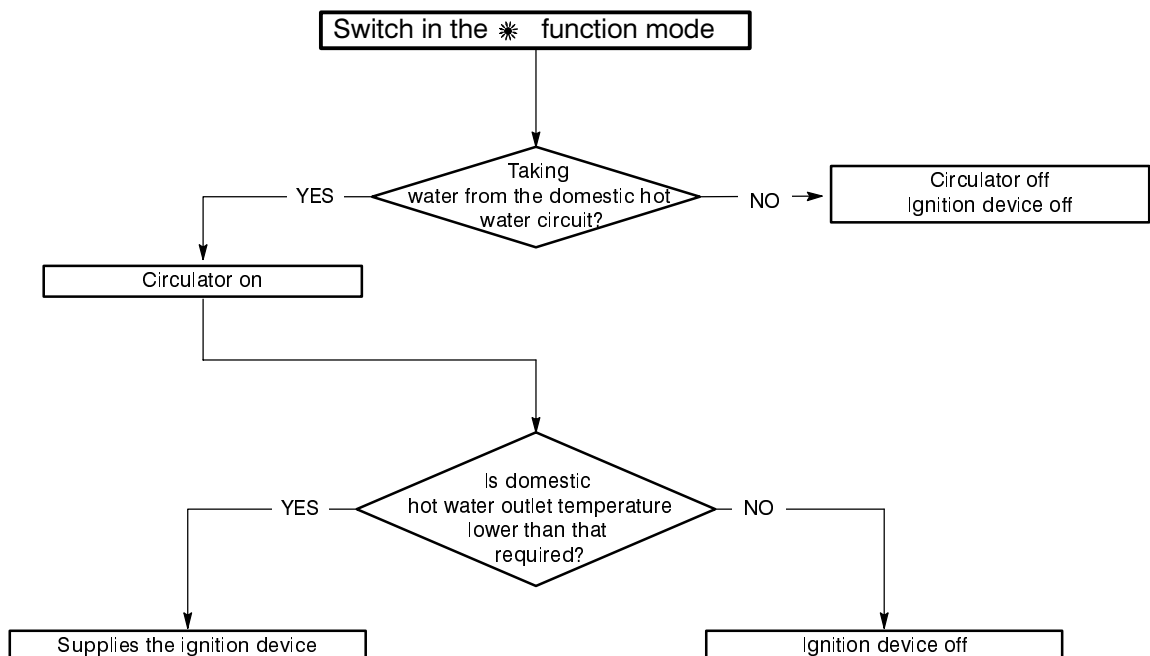 Switch in the ☀ function mode
Taking
water from the domestic hot
water circuit?
YES
NO
Circulator off
Ignition device off
Circulator on
Is domestic
hot water outlet temperature
lower than that
required?
YES
NO
Supplies the ignition device
Ignition device off